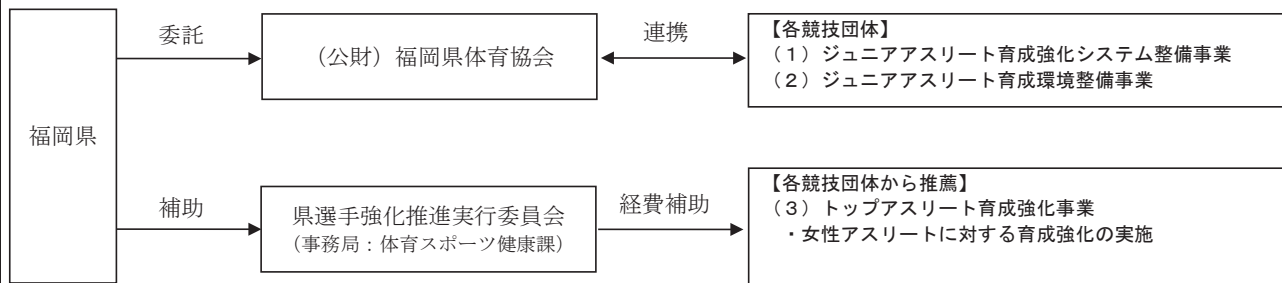 福岡県
委託
(公財)福岡県体育協会
連携
【各競技団体】
(1)ジュニアアスリート育成強化システム整備事業
(2)ジュニアアスリート育成環境整備事業
補助
県選手強化推進実行委員会
(事務局:体育スポーツ健康課)
経費補助
【各競技団体から推薦】
(3)トップアスリート育成強化事業
・女性アスリートに対する育成強化の実施